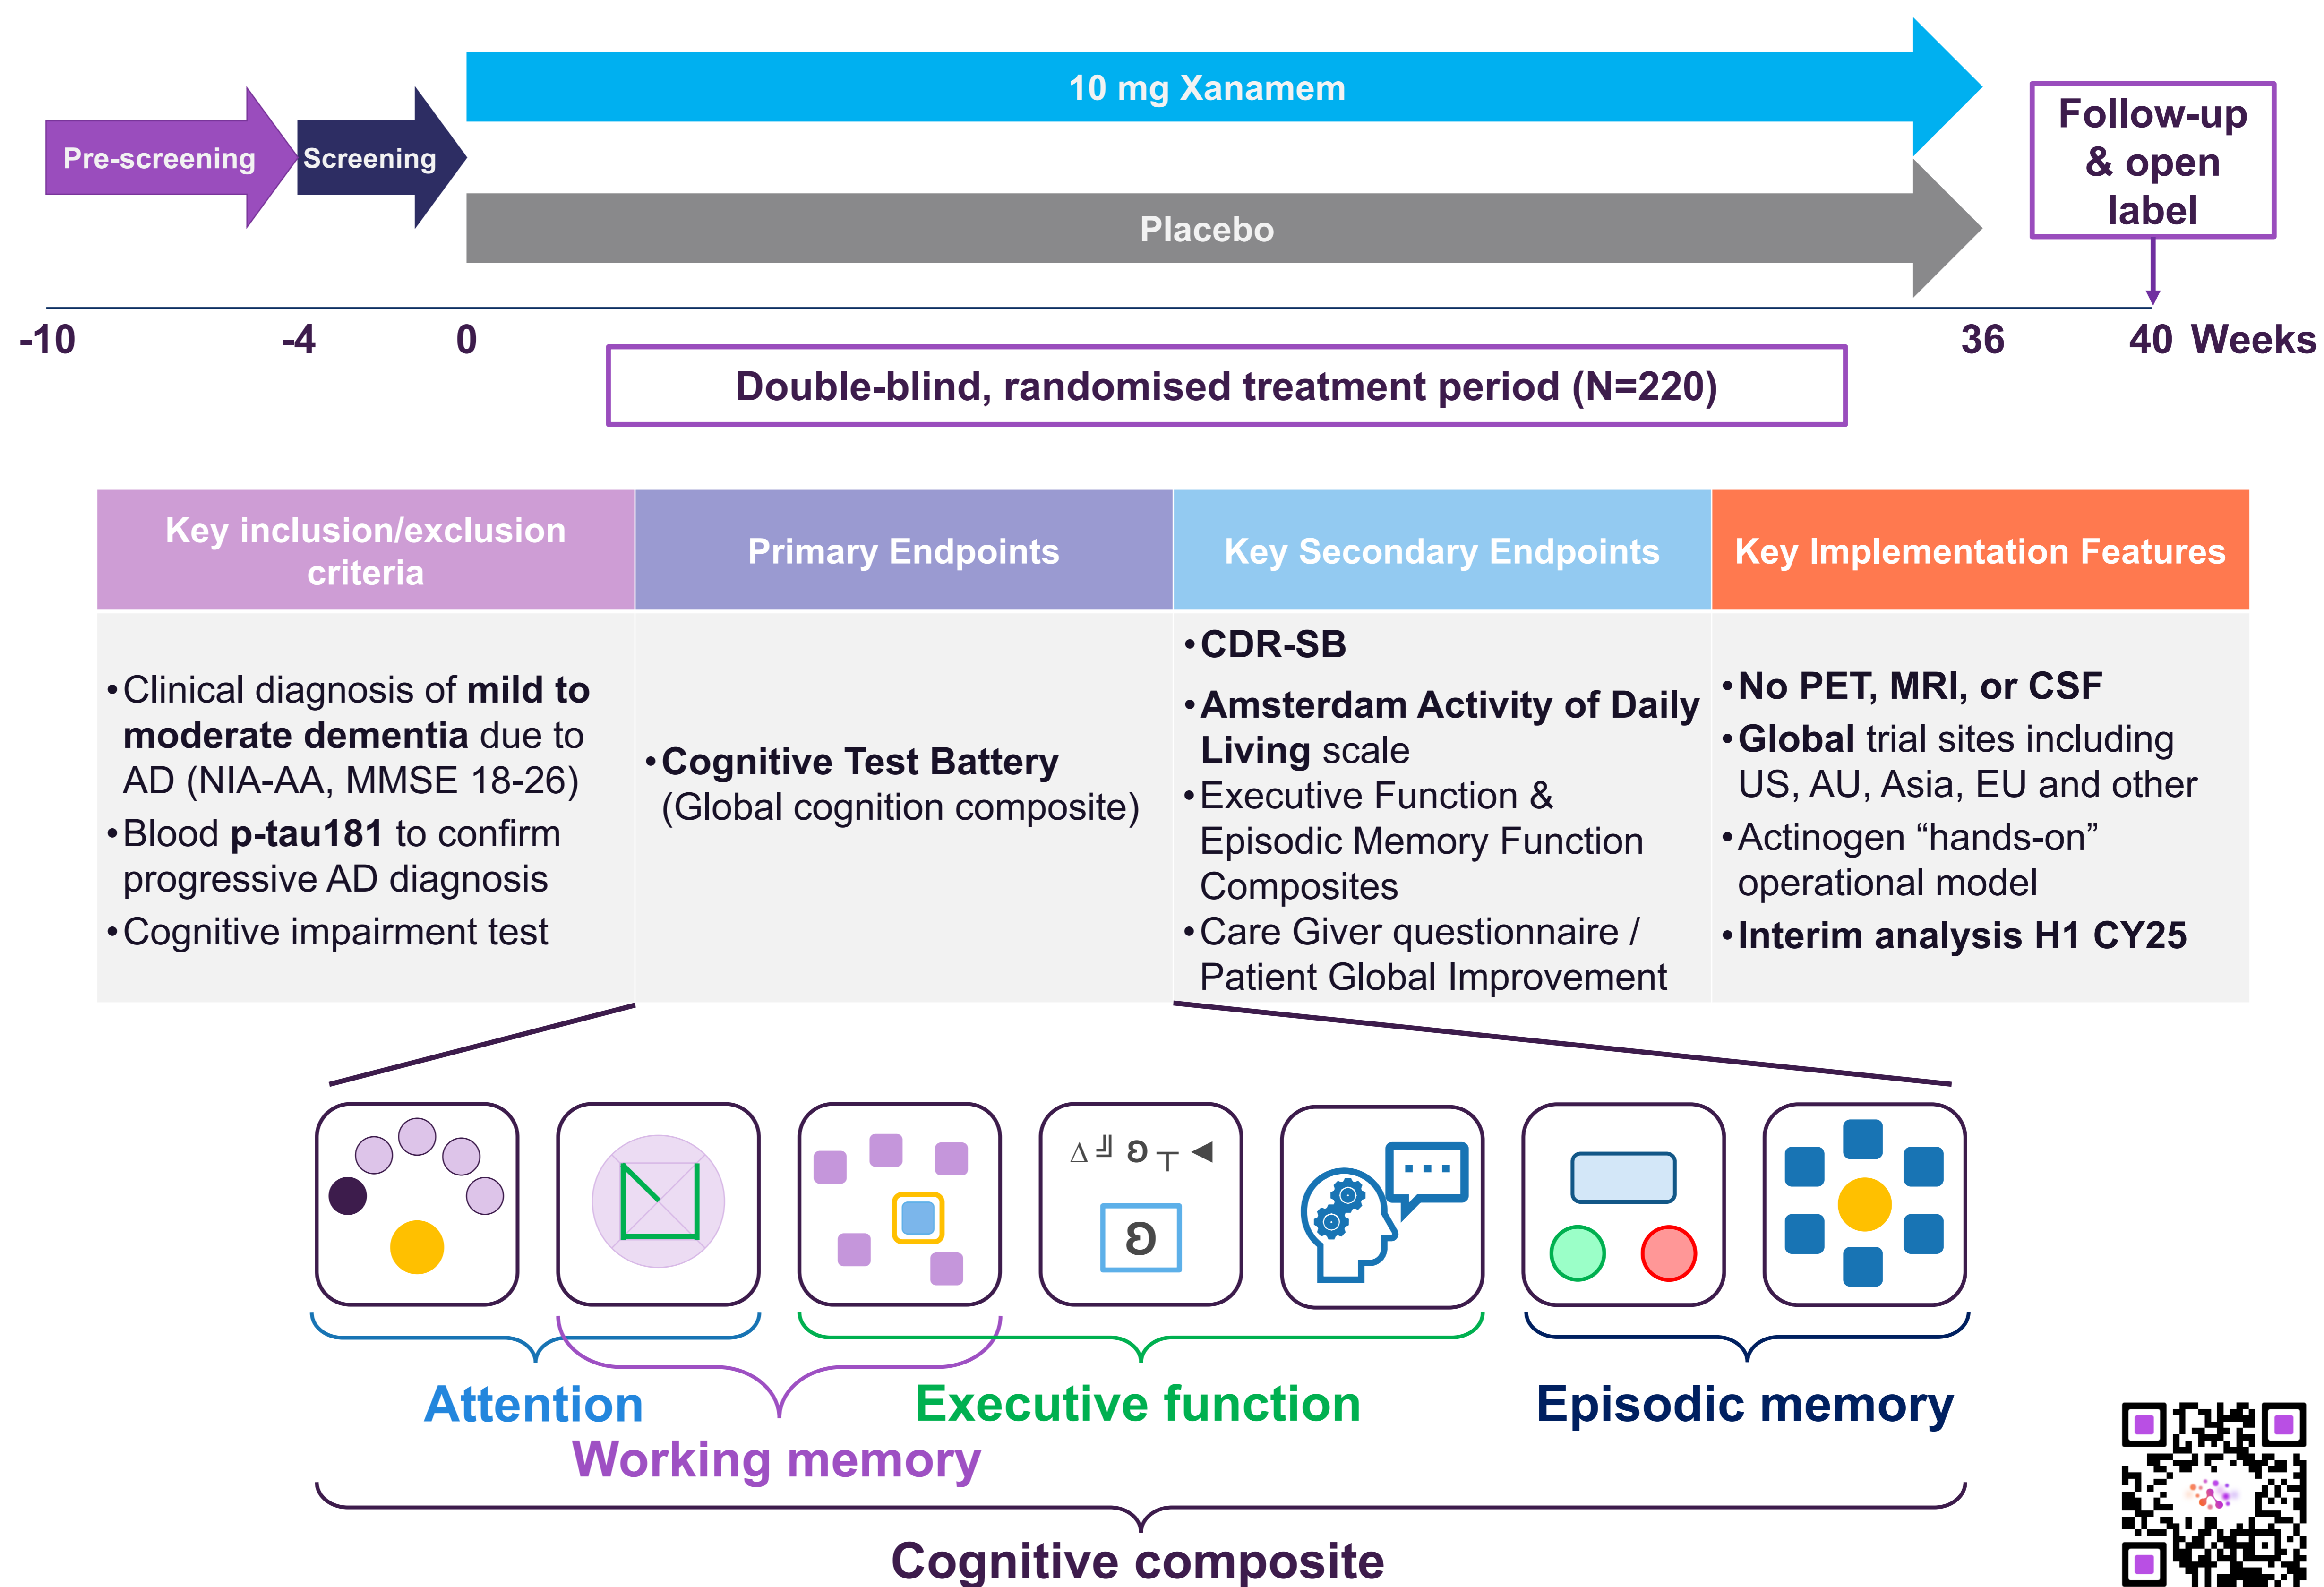 10 mg Xanamem
Pre-screening
Screening
Placebo
Follow-up
& open
label
-10
-4
0
36
40
Weeks
Double-blind, randomised treatment period (N=220)
Key inclusion/exclusion
criteria
Primary Endpoints
Key Secondary Endpoints
Key Implementation Features
•Clinical diagnosis of mild to
moderate dementia due to
AD (NIA-AA, MMSE 18-26)
•Blood p-tau181 to confirm
progressive AD diagnosis
•Cognitive impairment test
•Cognitive Test Battery
(Global cognition composite)
•CDR-SB
•Amsterdam Activity of Daily
Living scale
•Executive Function &
Episodic Memory Function
Composites
•Care Giver questionnaire /
Patient Global Improvement
•No PET, MRI, or CSF
•Global trial sites including
US, AU, Asia, EU and other
•Actinogen “hands-on”
operational model
•Interim analysis H1 CY25
Attention
Executive function
Episodic memory
Working memory
Cognitive composite